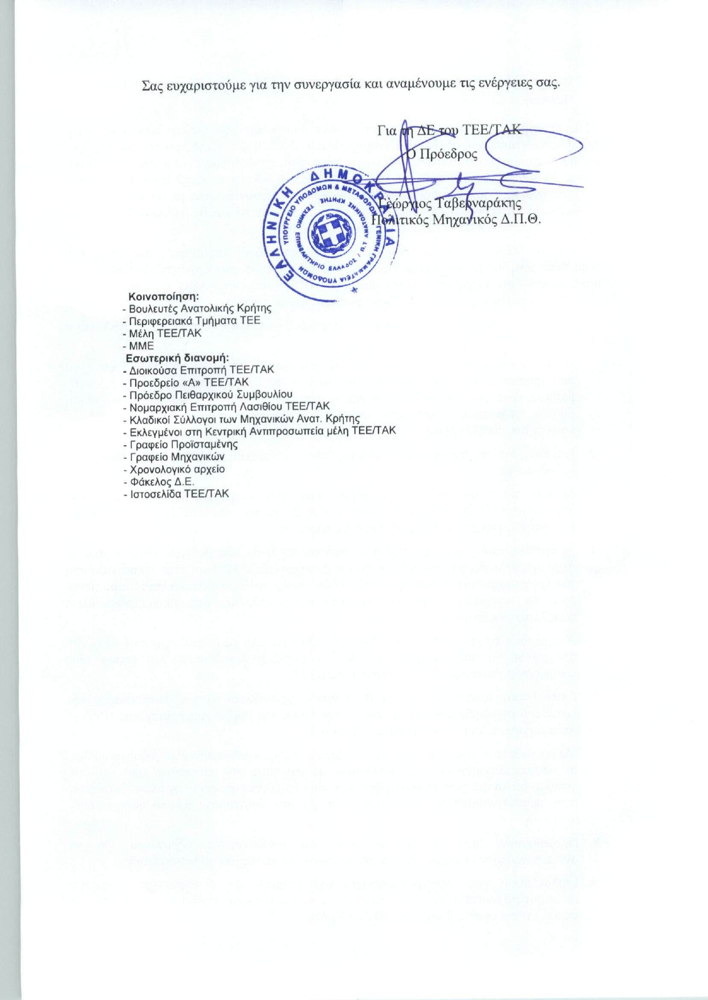 Σας ευχαριστούμε για την συνεργασία και αναμένουμε τις ενέργειες σας.
Για τη ΔΕ του ΤΕΕ/ΤΑΚ
Ο Πρόεδρος
Γεώργιος Ταβερναράκης
Πολιτικός Μηχανικός Δ.Π.Θ.
ΕΛΛΗΝΙΚΗ ΔΗΜΟΚΡΑΤΙΑ
ΥΠΟΥΡΓΕΙΟ ΥΠΟΔΟΜΩΝ & ΜΕΤΑΦΟΡΩΝ ΓΕΝΙΚΗ ΓΡΑΜΜΑΤΕΙΑ ΥΠΟΔΟΜΩΝ
ΤΕΧΝΙΚΟ ΕΠΙΜΕΛΗΤΗΡΙΟ ΕΛΛΑΔΟΣ / Π.Τ ΑΝΑΤΟΛΙΚΗΣ ΚΡΗΤΗΣ
Κοινοποίηση:
- Βουλευτές Ανατολικής Κρήτης
- Περιφερειακά Τμήματα ΤΕΕ
- Μέλη ΤΕΕ/ΤΑΚ
- ΜΜΕ
Εσωτερική διανομή:
- Διοικούσα Επιτροπή ΤΕΕ/ΤΑΚ
- Προεδρείο «Α» ΤΕΕ/ΤΑΚ
- Πρόεδρο Πειθαρχικού Συμβουλίου
- Νομαρχιακή Επιτροπή Λασιθίου ΤΕΕ/ΤΑΚ
- Κλαδικοί Σύλλογοι των Μηχανικών Ανατ. Κρήτης
- Εκλεγμένοι στη Κεντρική Αντιπροσωπεία μέλη ΤΕΕ/ΤΑΚ
- Γραφείο Προϊσταμένης
- Γραφείο Μηχανικών
- Χρονολογικό αρχείο
- Φάκελος Δ.Ε.
- Ιστοσελίδα ΤΕΕ/ΤΑΚ